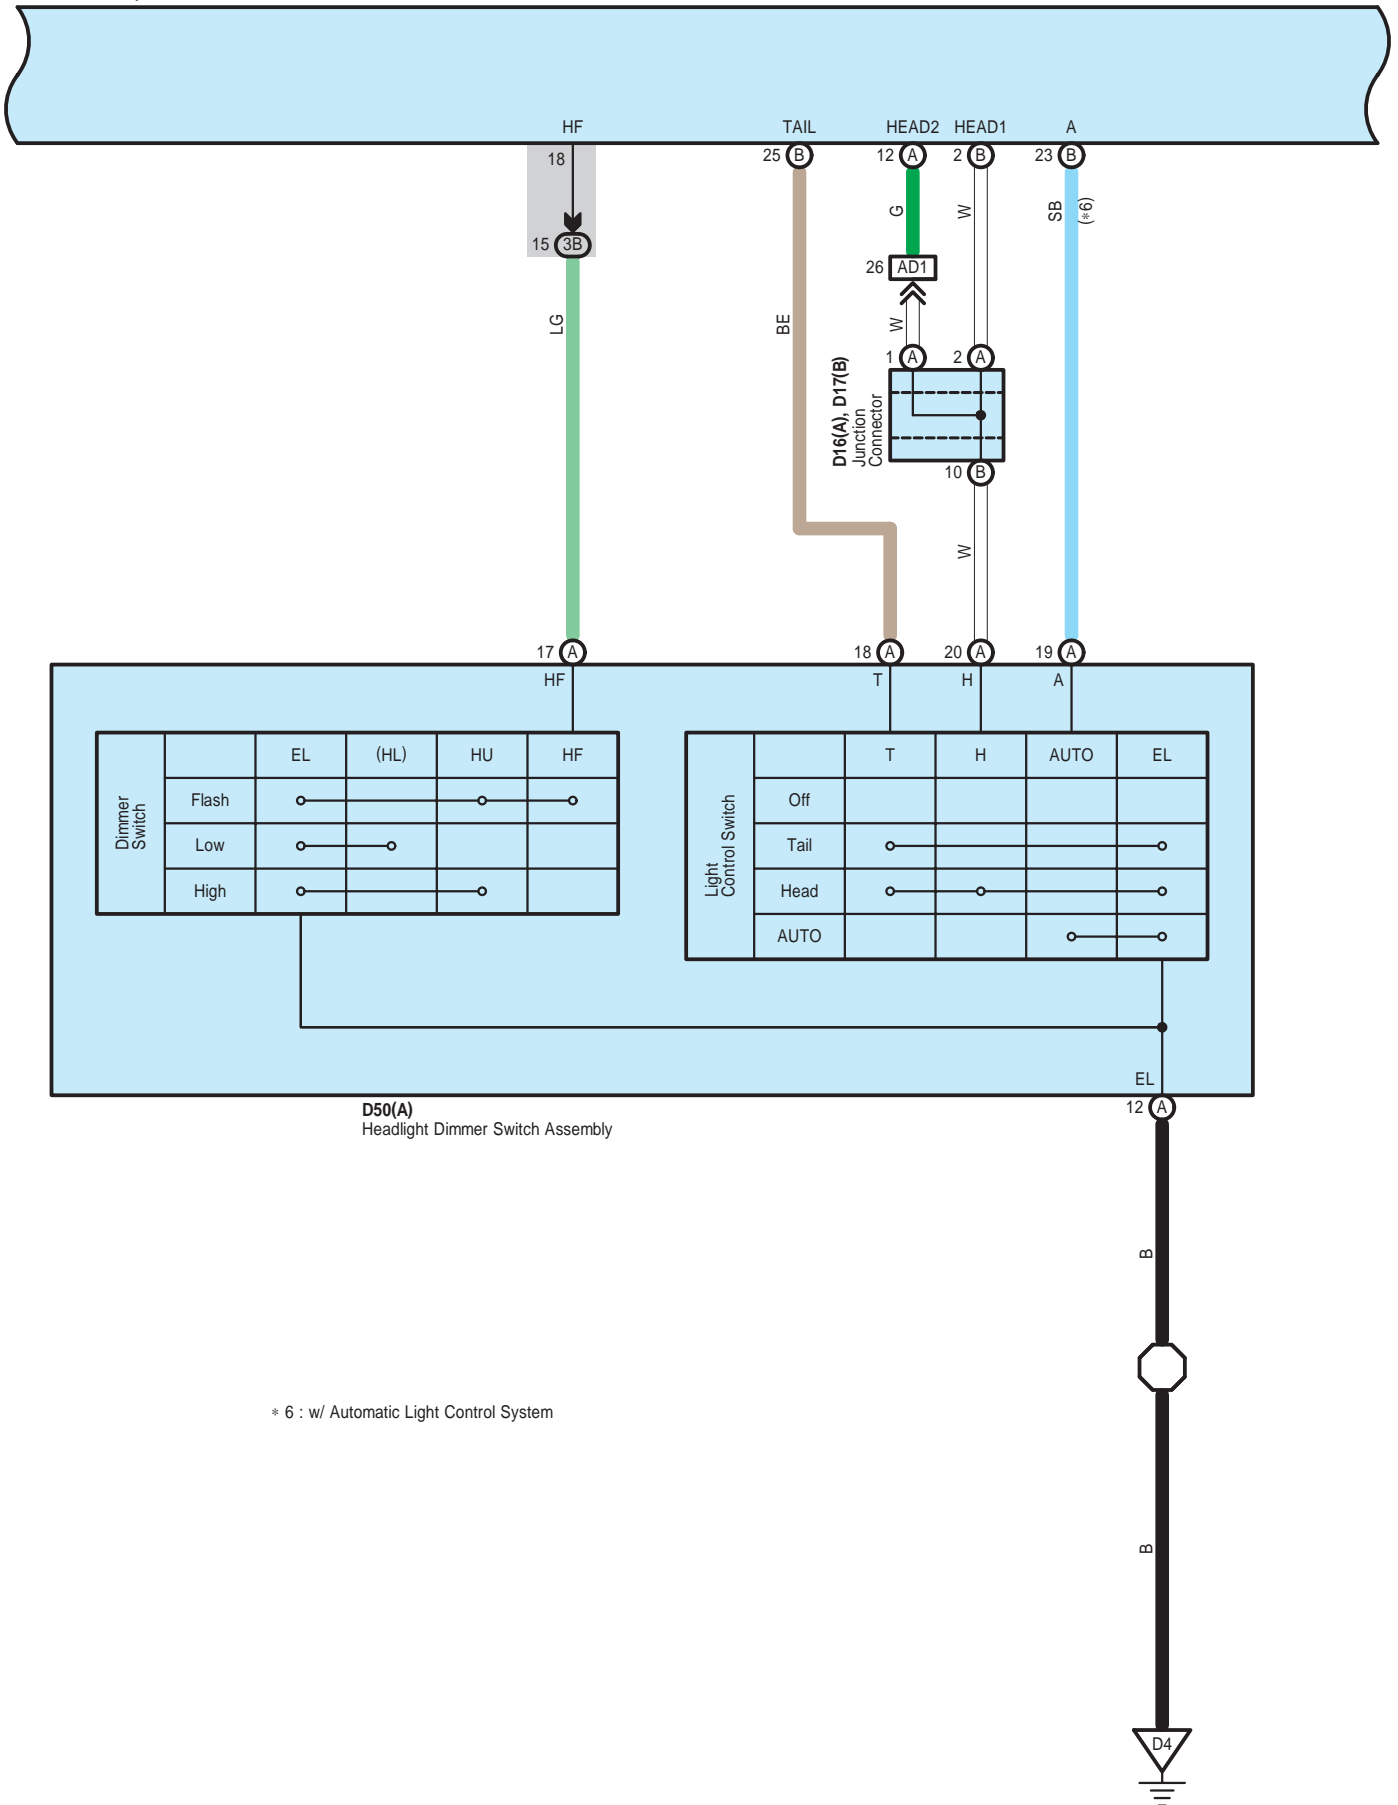 HF TAIL HEAD2 HEAD1 A
18 25 B 12 A 2 B 23 B
G W SB (*6)
15 3B
26 AD1
LG BE W
1 A 2 A
D16(A), D17(B)
Junction
Connector
10 B
W
17 A 18 A 20 A 19 A
HF T H A
Dimmer
Switch
EL (HL) HU HF
Flash
Low
High
Light
Control Switch
T H AUTO EL
Off
Tail
Head
AUTO
EL
12 A
D50(A)
Headlight Dimmer Switch Assembly
B
* 6 : w/ Automatic Light Control System
B
D4